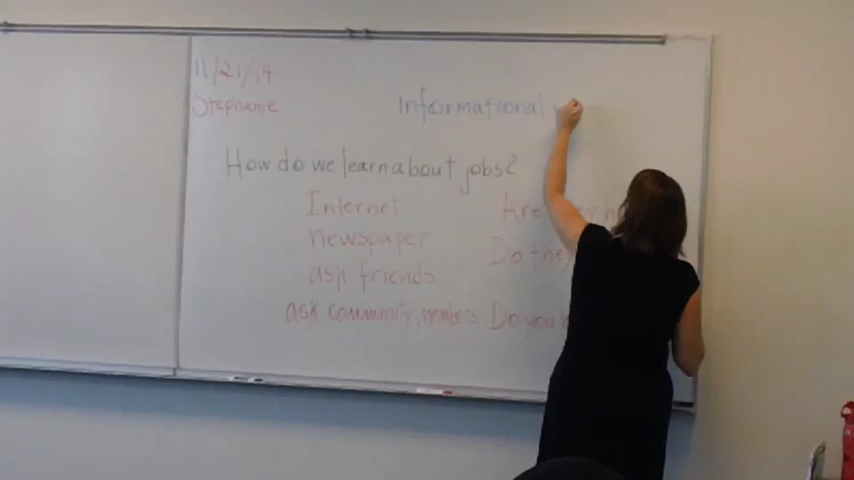 11/21/14
Stephanie
Informational
How do we learn about jobs?
Internet
Are
newspaper
Do they
ask friends
ask community members Do you